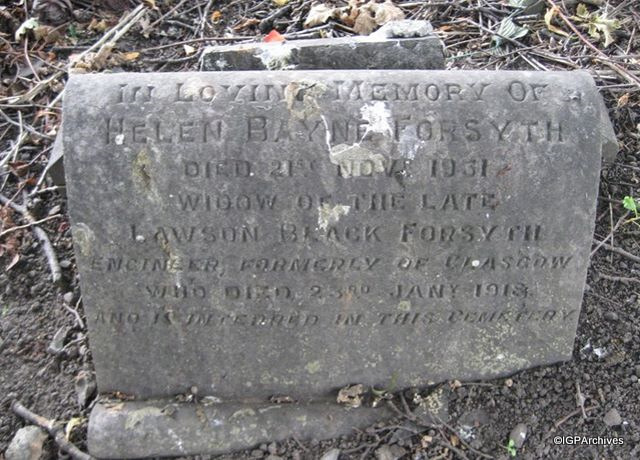 IN LOVING MEMORY OF
HELEN BAYNE FORSYTH
DIED 21ST NOVR 1931
WIDOW OF THE LATE
LAWSON BLACK FORSYTH
ENGINEER, FORMERLY OF GLASGOW
WHO DIED 23RD JANY 1918
AND IS INTERRED IN THIS CEMETERY
©IGPArchives